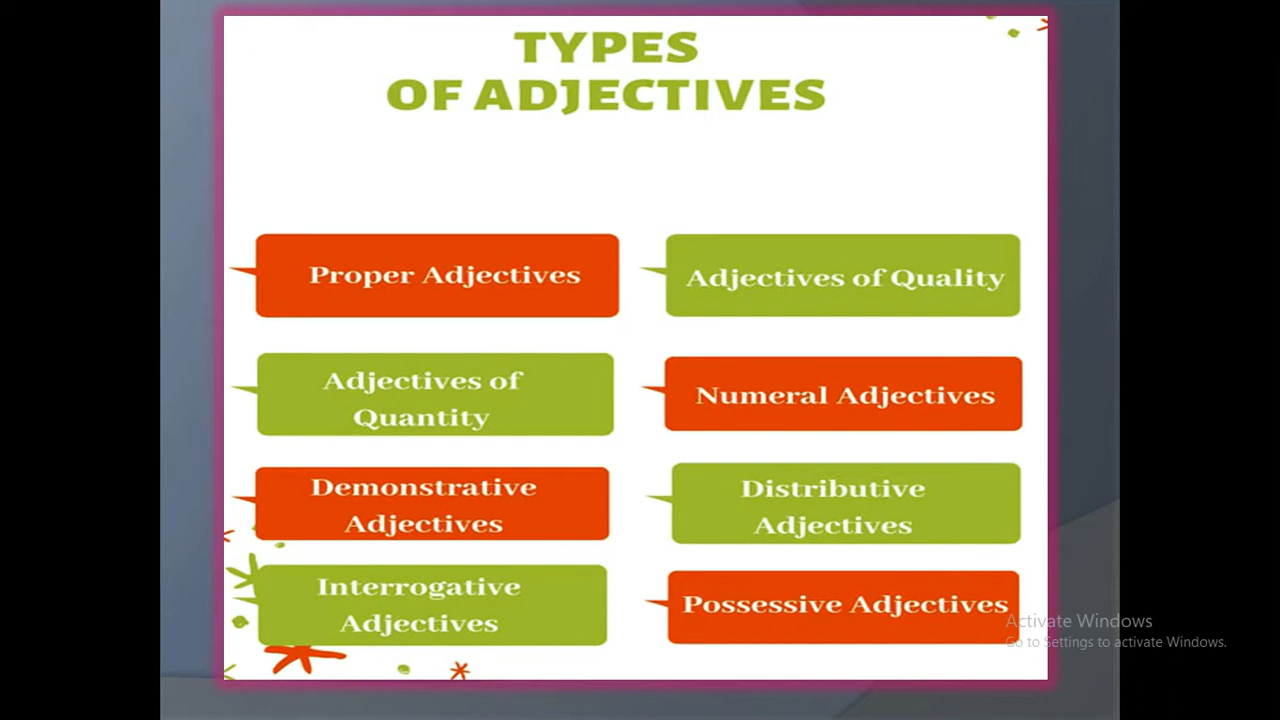 TYPES
OF ADJECTIVES
Proper Adjectives
Adjectives of Quality
Adjectives of
Quantity
Numeral Adjectives
Demonstrative
Adjectives
Distributive
Adjectives
Interrogative
Adjectives
Possessive Adjectives
Activate Windows
Go to Settings to activate Windows.